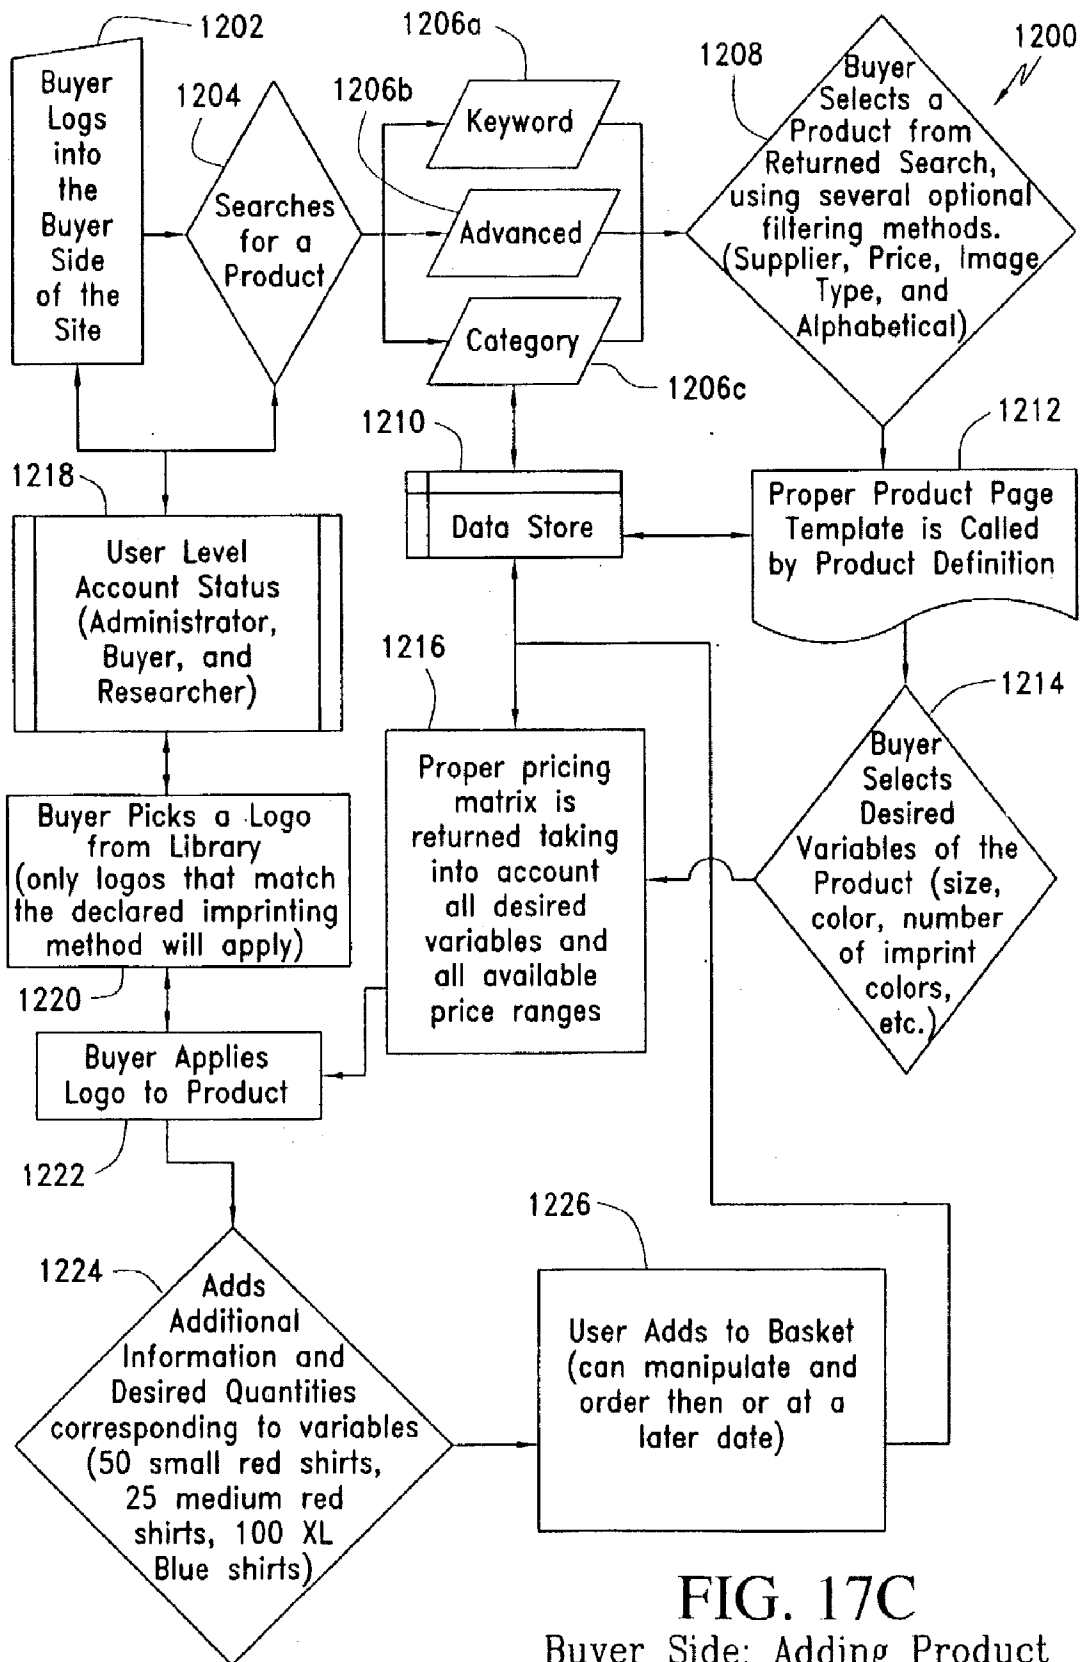 1202
Buyer
Logs
into
the
Buyer
Side
of the
Site
1204
Searches
for a
Product
1206a
Keyword
1206b
Advanced
Category
1206c
1208
1200
Buyer
Selects a
Product from
Returned Search,
using several optional
filtering methods.
(Supplier, Price, Image
Type, and
Alphabetical)
1210
Data Store
1212
Proper Product Page
Template is Called
by Product Definition
1218
User Level
Account Status
(Administrator,
Buyer, and
Researcher)
1216
Proper pricing
matrix is
returned taking
into account
all desired
variables and
all available
price ranges
1214
Buyer
Selects
Desired
Variables of the
Product (size,
color, number
of imprint
colors,
etc.)
Buyer Picks a Logo
from Library
(only logos that match
the declared imprinting
method will apply)
1220
Buyer Applies
Logo to Product
1222
1224
Adds
Additional
Information and
Desired Quantities
corresponding to variables
(50 small red shirts,
25 medium red
shirts, 100 XL
Blue shirts)
1226
User Adds to Basket
(can manipulate and
order then or at a
later date)
FIG. 17C
Buyer Side: Adding Product